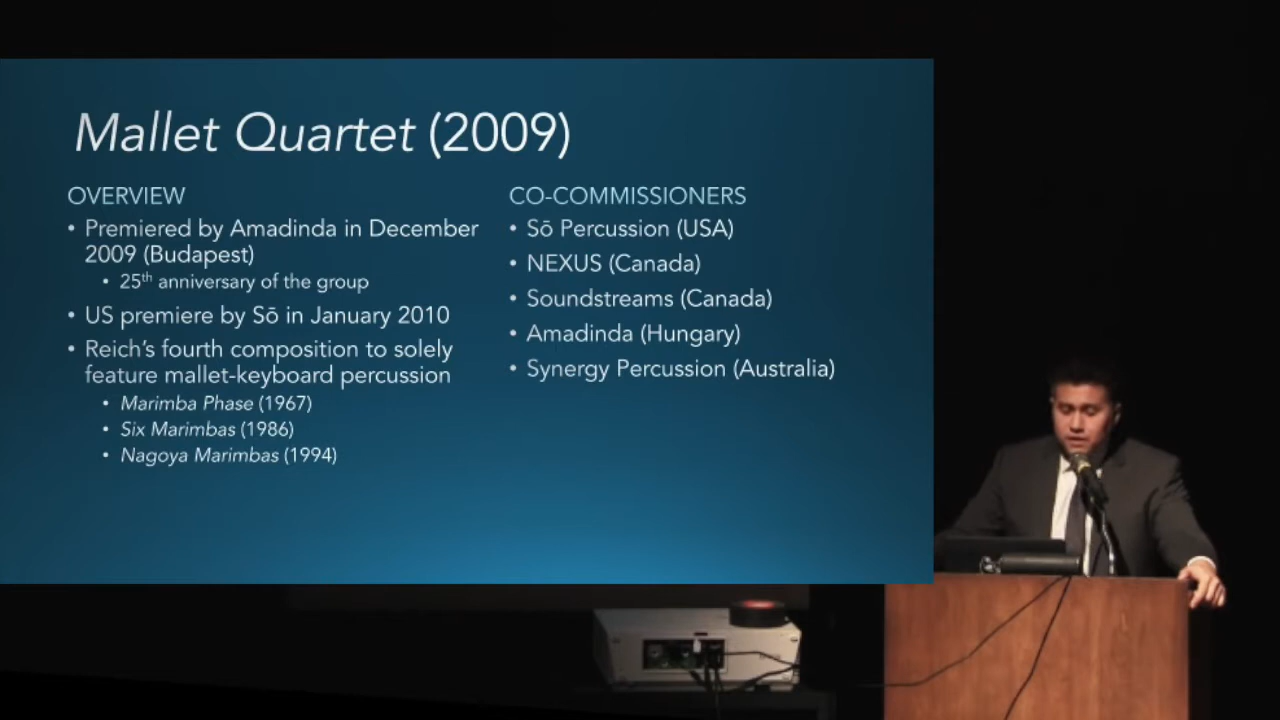 Mallet Quartet (2009)
OVERVIEW
• Premiered by Amadinda in December
2009 (Budapest)
• 25th anniversary of the group
• US premiere by Sō in January 2010
• Reich's fourth composition to solely
feature mallet-keyboard percussion
• Marimba Phase (1967)
• Six Marimbas (1986)
• Nagoya Marimbas (1994)
CO-COMMISSIONERS
• Sō Percussion (USA)
• NEXUS (Canada)
• Soundstreams (Canada)
• Amadinda (Hungary)
• Synergy Percussion (Australia)